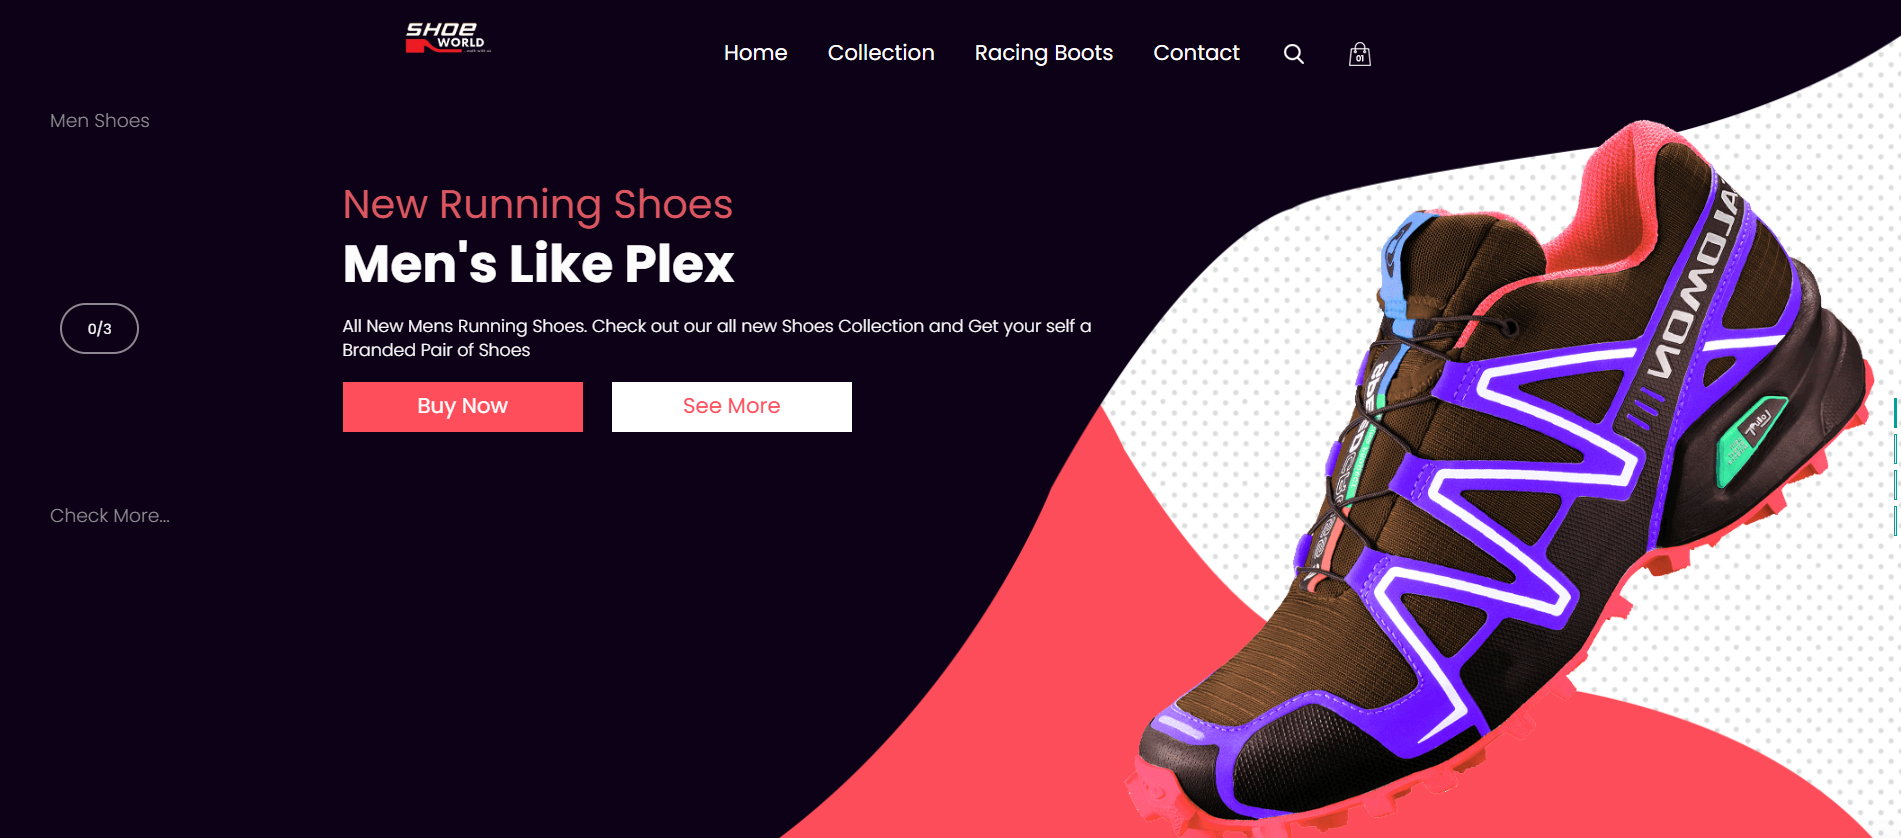 SHOE
WORLD
Home
Collection
Racing Boots
Contact
01
Men Shoes
New Running Shoes
Men's Like Plex
All New Mens Running Shoes. Check out our all new Shoes Collection and Get your self a
Branded Pair of Shoes
0/3
Buy Now
See More
Check More...